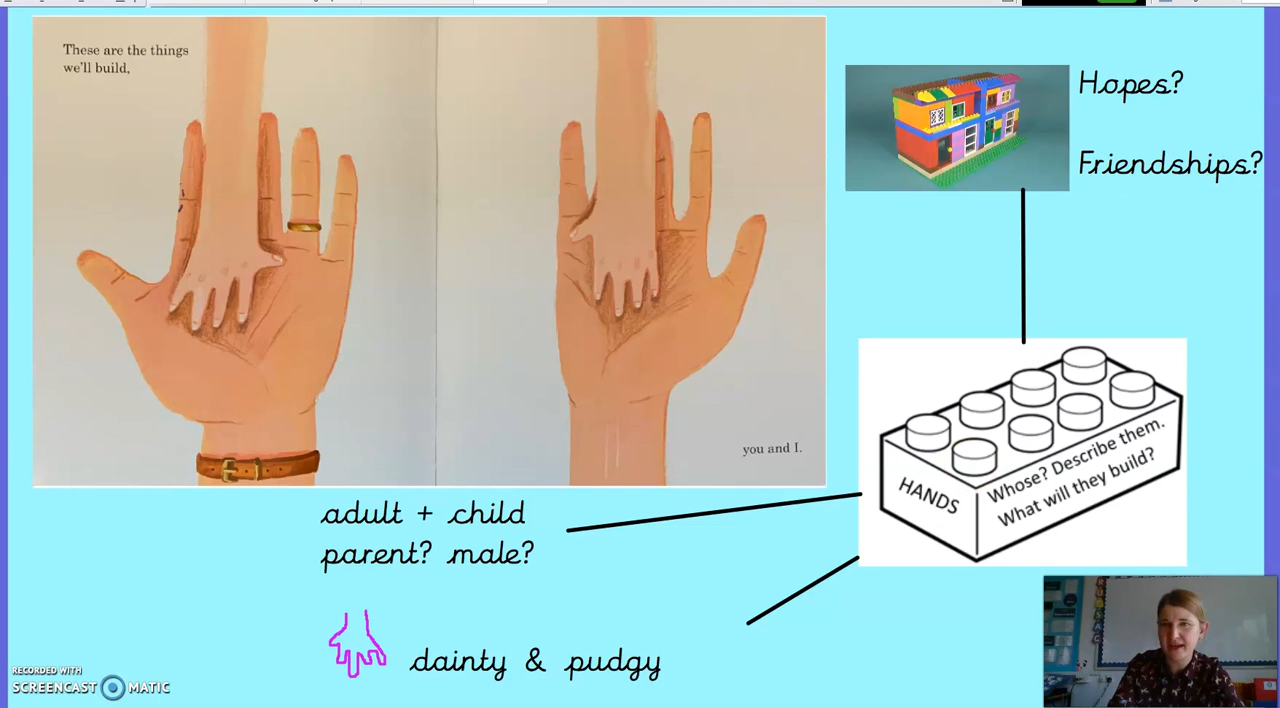 These are the things
we'll build,
you and I.
Hopes?
Friendships?
HANDS
Whose? Describe them.
What will they build?
adult + child
parent? male?
dainty & pudgy
RECORDED WITH
SCREENCAST MATIC